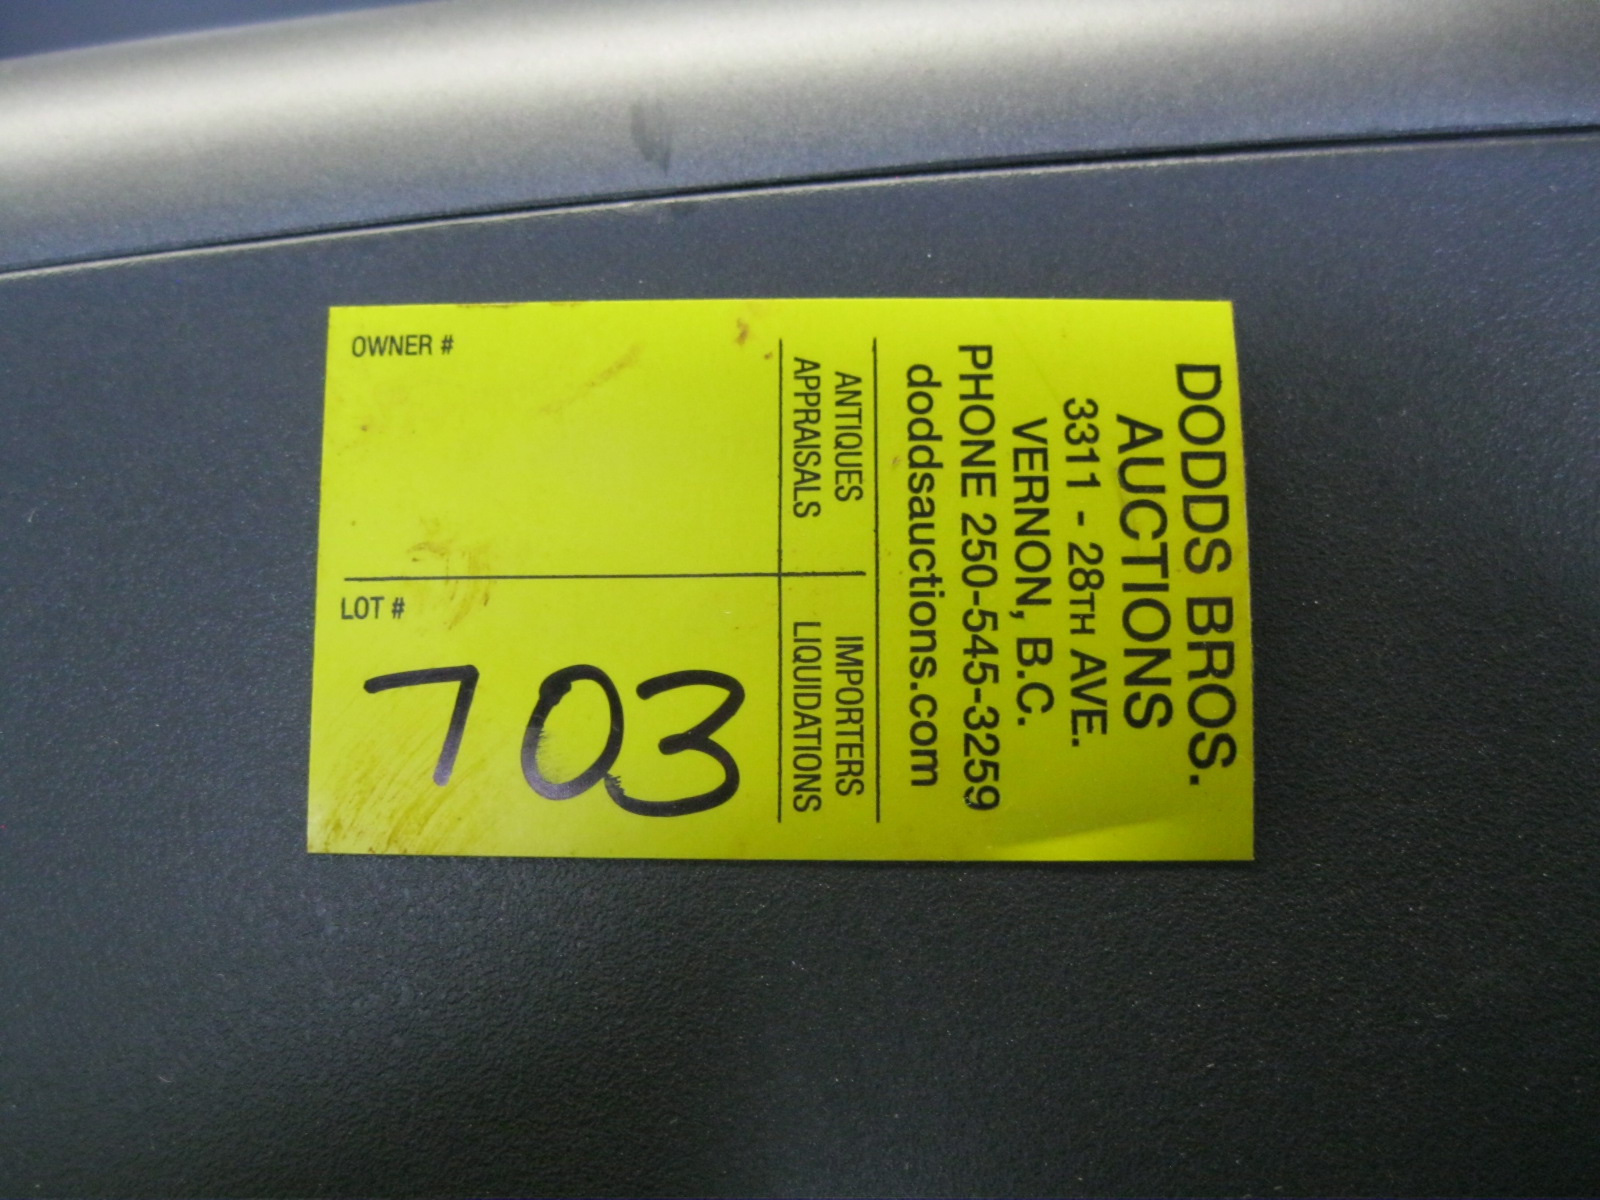 DODDS BROS.
AUCTIONS
3311 - 28TH AVE.
VERNON, B.C.
PHONE 250-545-3259
doddsauctions.com
ANTIQUES
APPRAISALS
IMPORTERS
LIQUIDATIONS
OWNER #
LOT #
703